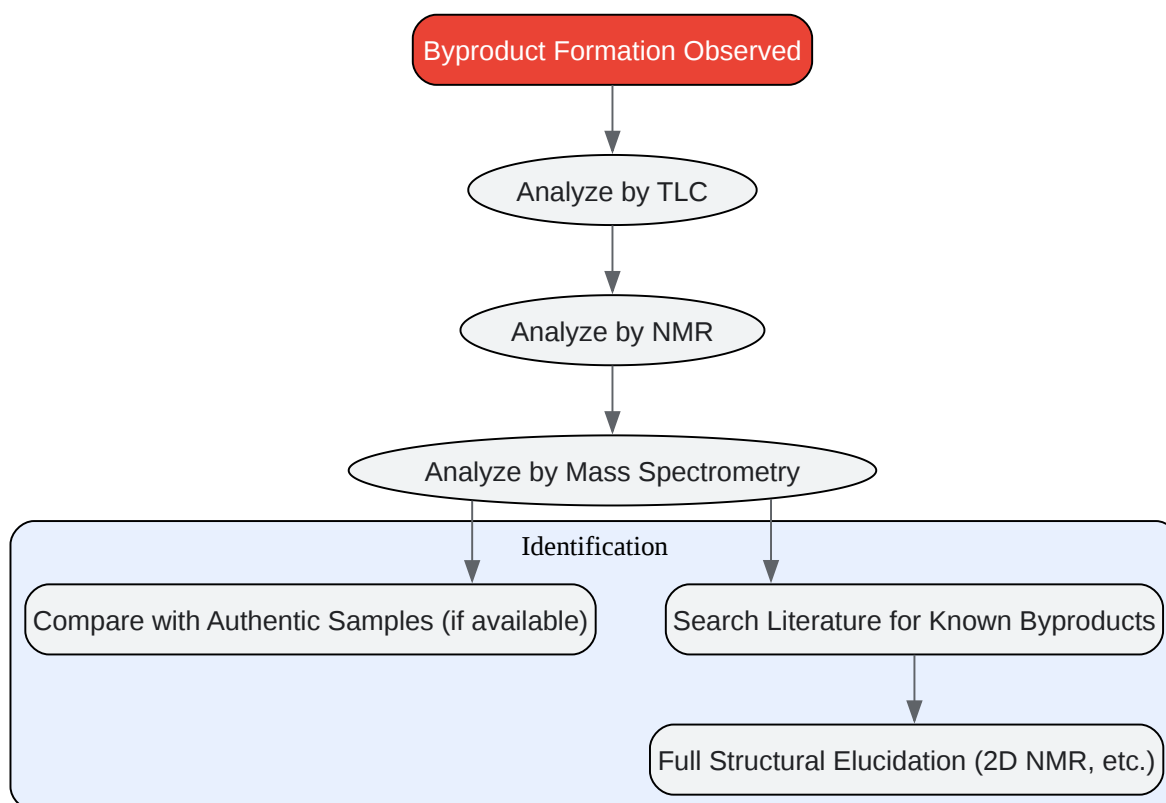 Byproduct Formation Observed
Analyze by TLC
Analyze by NMR
Analyze by Mass Spectrometry
Identification
Compare with Authentic Samples (if available)
Search Literature for Known Byproducts
Full Structural Elucidation (2D NMR, etc.)